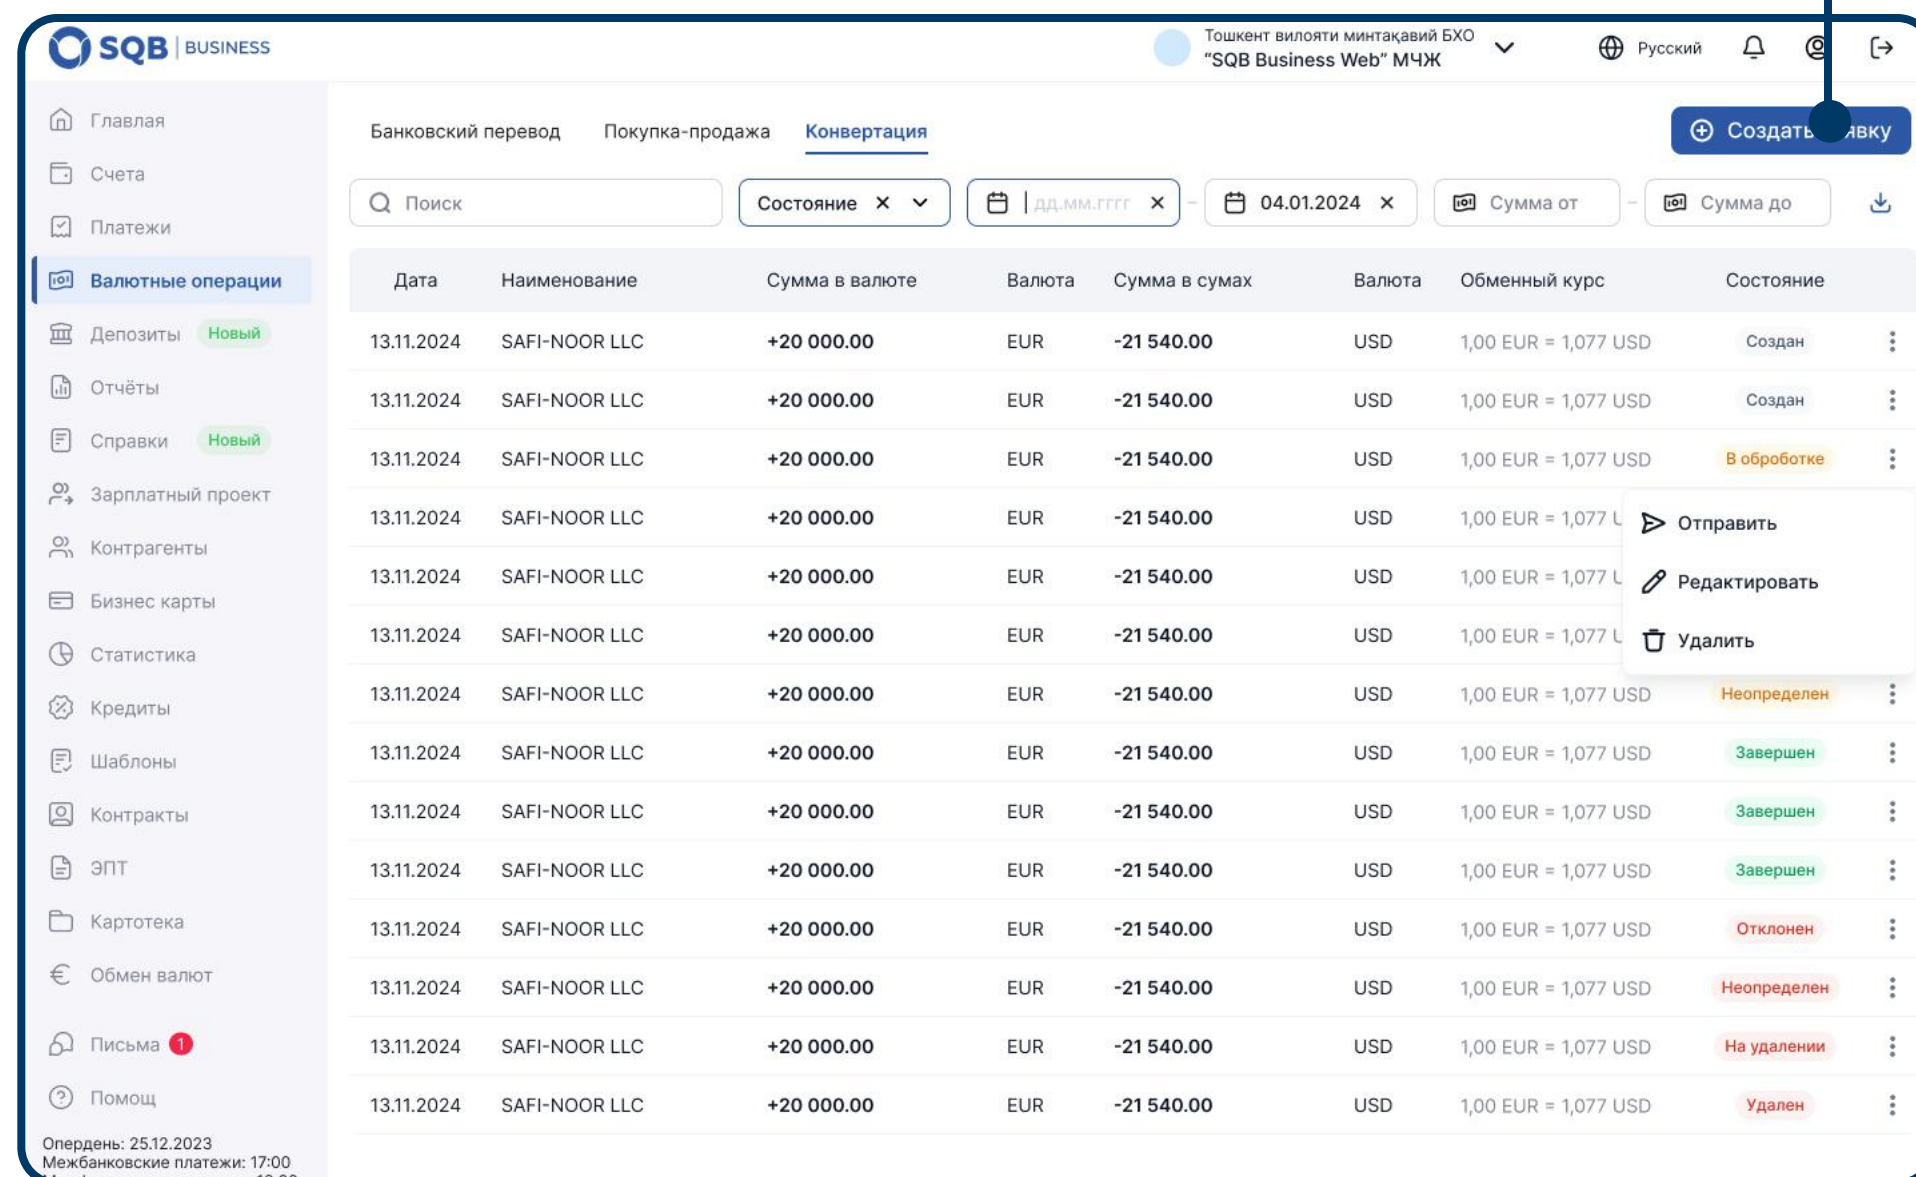 SQB | BUSINESS
Тошкент вилояти минтақавий БХО
“SQB Business Web” МЧЖ
Русский
Главная
Счета
Платежи
Валютные операции
Депозиты Новый
Отчёты
Справки Новый
Зарплатный проект
Контрагенты
Бизнес карты
Статистика
Кредиты
Шаблоны
Контракты
ЭПТ
Картотека
Обмен валют
Письма 1
Помощ
Опердень: 25.12.2023
Межбанковские платежи: 17:00
Банковский перевод Покупка-продажа Конвертация
Поиск Состояние дд.мм.гггг – 04.01.2024 Сумма от – Сумма до
Дата Наименование Сумма в валюте Валюта Сумма в сумах Валюта Обменный курс Состояние
13.11.2024 SAFI-NOOR LLC +20 000.00 EUR -21 540.00 USD 1,00 EUR = 1,077 USD Создан
13.11.2024 SAFI-NOOR LLC +20 000.00 EUR -21 540.00 USD 1,00 EUR = 1,077 USD Создан
13.11.2024 SAFI-NOOR LLC +20 000.00 EUR -21 540.00 USD 1,00 EUR = 1,077 USD В оброботке
13.11.2024 SAFI-NOOR LLC +20 000.00 EUR -21 540.00 USD 1,00 EUR = 1,077
13.11.2024 SAFI-NOOR LLC +20 000.00 EUR -21 540.00 USD 1,00 EUR = 1,077
13.11.2024 SAFI-NOOR LLC +20 000.00 EUR -21 540.00 USD 1,00 EUR = 1,077
Отправить
Редактировать
Удалить
13.11.2024 SAFI-NOOR LLC +20 000.00 EUR -21 540.00 USD 1,00 EUR = 1,077 USD Неопределен
13.11.2024 SAFI-NOOR LLC +20 000.00 EUR -21 540.00 USD 1,00 EUR = 1,077 USD Завершен
13.11.2024 SAFI-NOOR LLC +20 000.00 EUR -21 540.00 USD 1,00 EUR = 1,077 USD Завершен
13.11.2024 SAFI-NOOR LLC +20 000.00 EUR -21 540.00 USD 1,00 EUR = 1,077 USD Завершен
13.11.2024 SAFI-NOOR LLC +20 000.00 EUR -21 540.00 USD 1,00 EUR = 1,077 USD Отклонен
13.11.2024 SAFI-NOOR LLC +20 000.00 EUR -21 540.00 USD 1,00 EUR = 1,077 USD Неопределен
13.11.2024 SAFI-NOOR LLC +20 000.00 EUR -21 540.00 USD 1,00 EUR = 1,077 USD На удалении
13.11.2024 SAFI-NOOR LLC +20 000.00 EUR -21 540.00 USD 1,00 EUR = 1,077 USD Удален